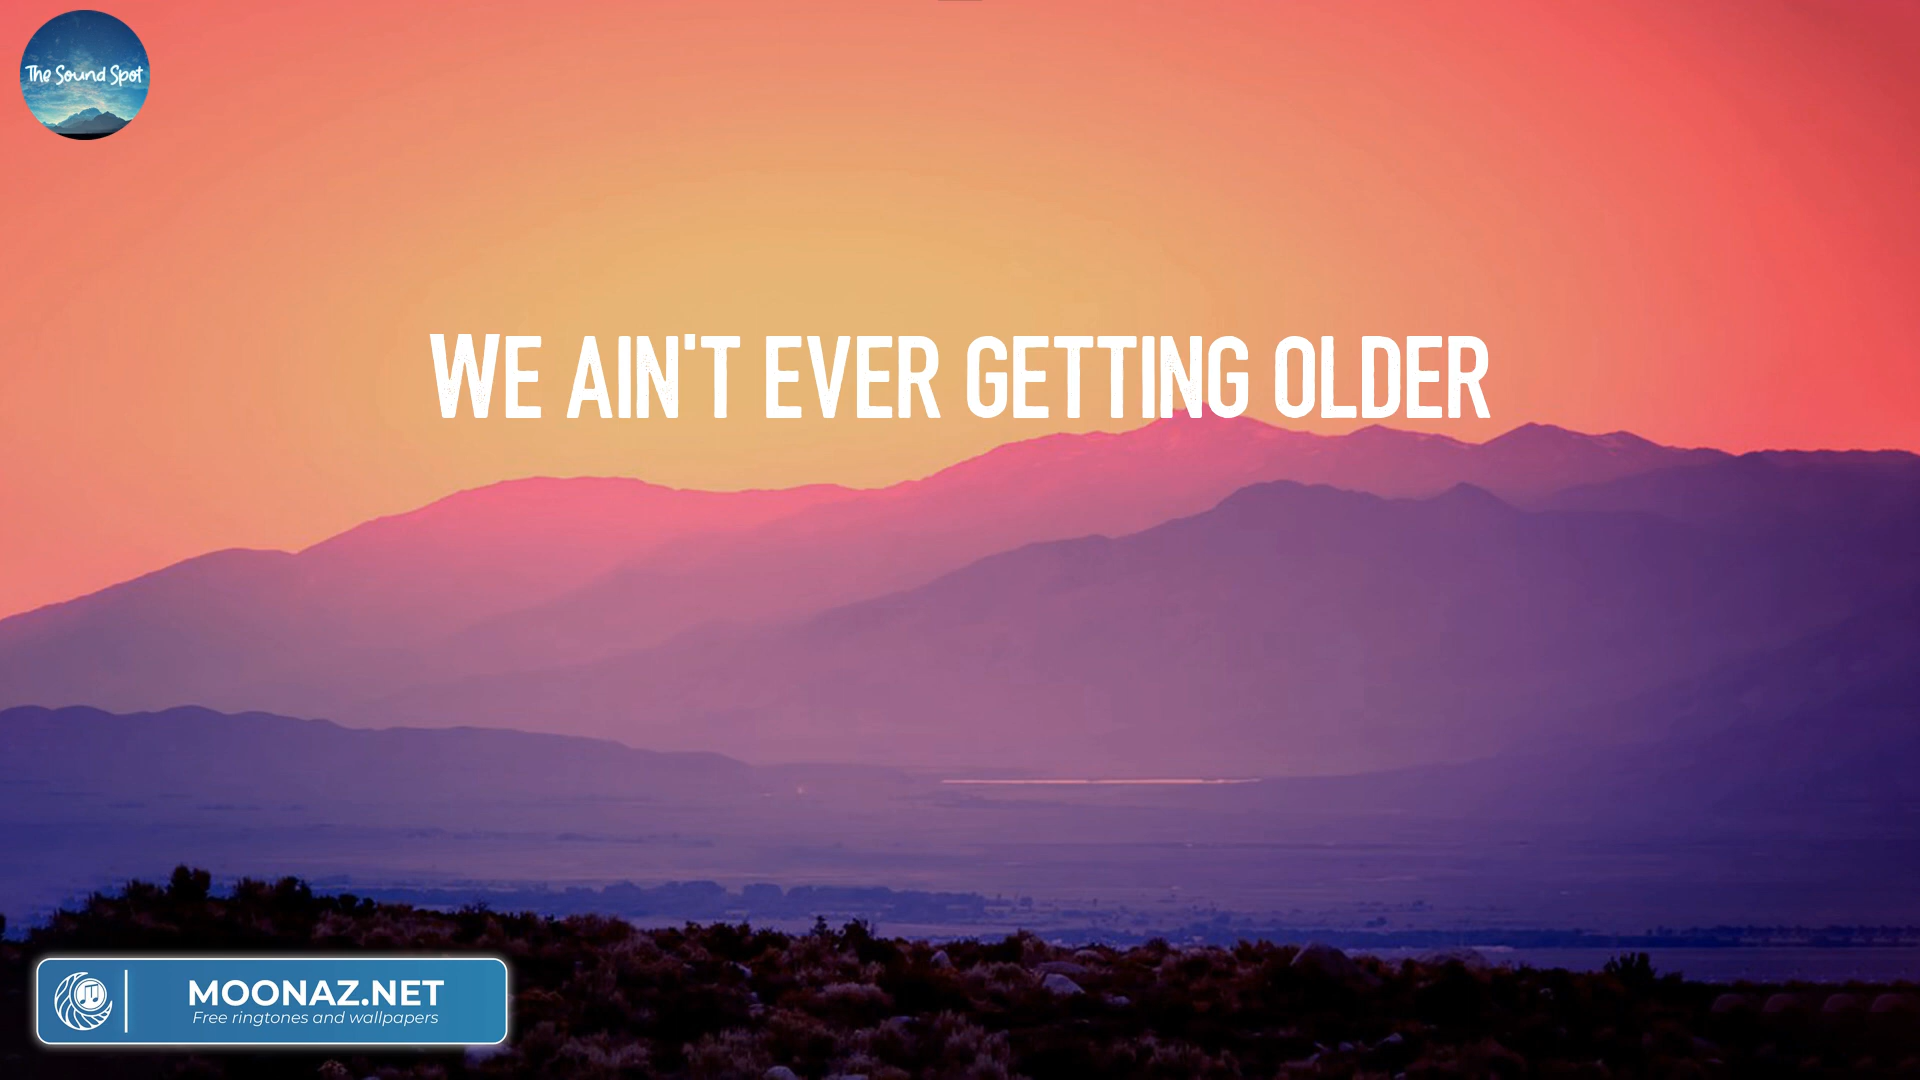 The Sound Spot
WE AIN'T EVER GETTING OLDER
MOONAZ.NET
Free ringtones and wallpapers